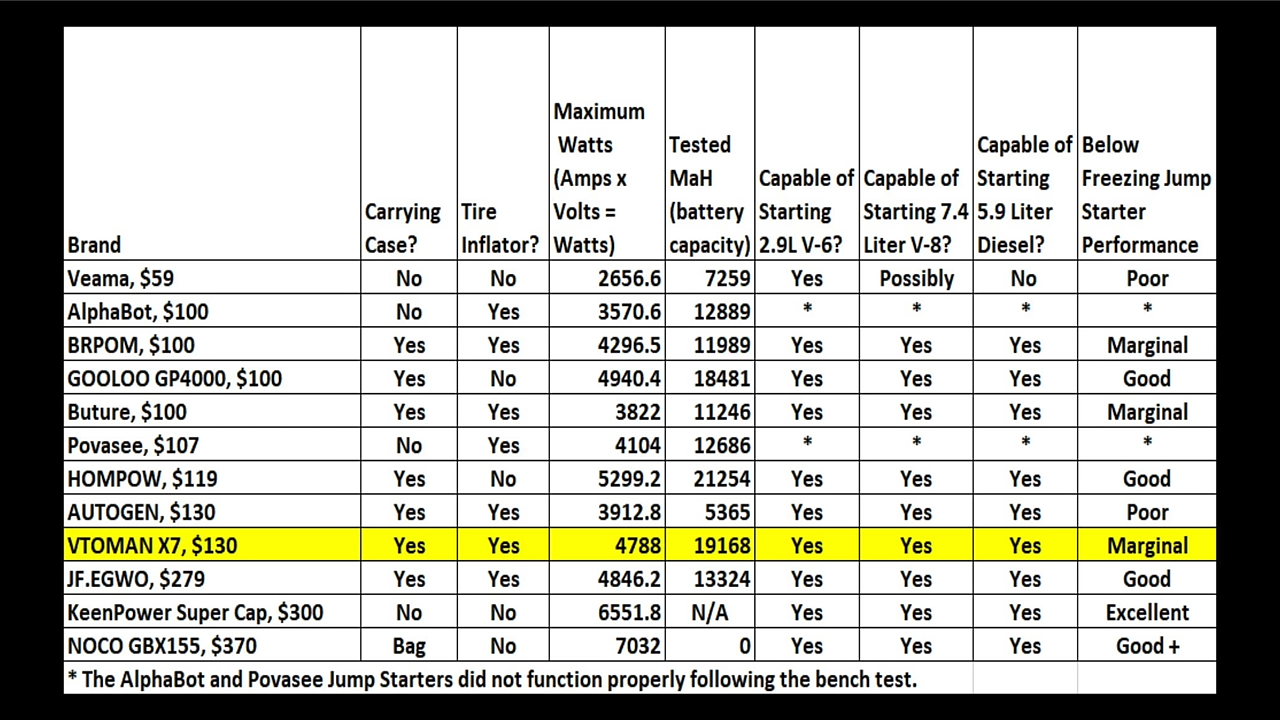 Brand | Carrying Case? | Tire Inflator? | Maximum Watts (Amps x Volts = Watts) | Tested MaH (battery capacity) | Capable of Starting 2.9L V-6? | Capable of Starting 7.4 Liter V-8? | Capable of Starting 5.9 Liter Diesel? | Below Freezing Jump Starter Performance
Veama, $59 | No | No | 2656.6 | 7259 | Yes | Possibly | No | Poor
AlphaBot, $100 | No | Yes | 3570.6 | 12889 | * | * | * | *
BRPOM, $100 | Yes | Yes | 4296.5 | 11989 | Yes | Yes | Yes | Marginal
GOOLOO GP4000, $100 | Yes | No | 4940.4 | 18481 | Yes | Yes | Yes | Good
Buture, $100 | Yes | Yes | 3822 | 11246 | Yes | Yes | Yes | Marginal
Povasee, $107 | No | Yes | 4104 | 12686 | * | * | * | *
HOMPOW, $119 | Yes | No | 5299.2 | 21254 | Yes | Yes | Yes | Good
AUTOGEN, $130 | Yes | Yes | 3912.8 | 5365 | Yes | Yes | Yes | Poor
VTOMAN X7, $130 | Yes | Yes | 4788 | 19168 | Yes | Yes | Yes | Marginal
JF.EGWO, $279 | Yes | Yes | 4846.2 | 13324 | Yes | Yes | Yes | Good
KeenPower Super Cap, $300 | No | No | 6551.8 | N/A | Yes | Yes | Yes | Excellent
NOCO GBX155, $370 | Bag | No | 7032 | 0 | Yes | Yes | Yes | Good +
* The AlphaBot and Povasee Jump Starters did not function properly following the bench test.